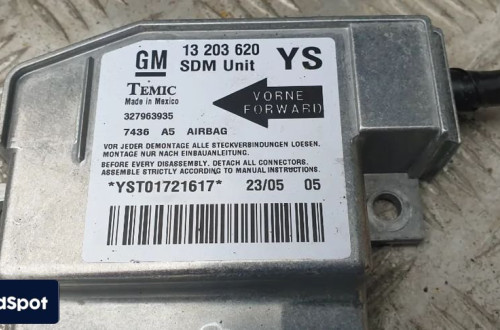 GM 13 203 620 YS
SDM Unit
TEMIC
Made in Mexico
VORNE
FORWARD
327963935
7436 A5 AIRBAG
VOR JEDER DEMONTAGE ALLE STECKVERBINDUNGEN LOESEN.
MONTAGE NUR NACH EINBAUANLEITUNG.
BEFORE EVERY DISASSEMBLY, DETACH ALL CONNECTORS.
ASSEMBLE STRICTLY ACCORDING TO MANUAL INSTRUCTIONS.
*YST01721617* 23/05 05
dSpot